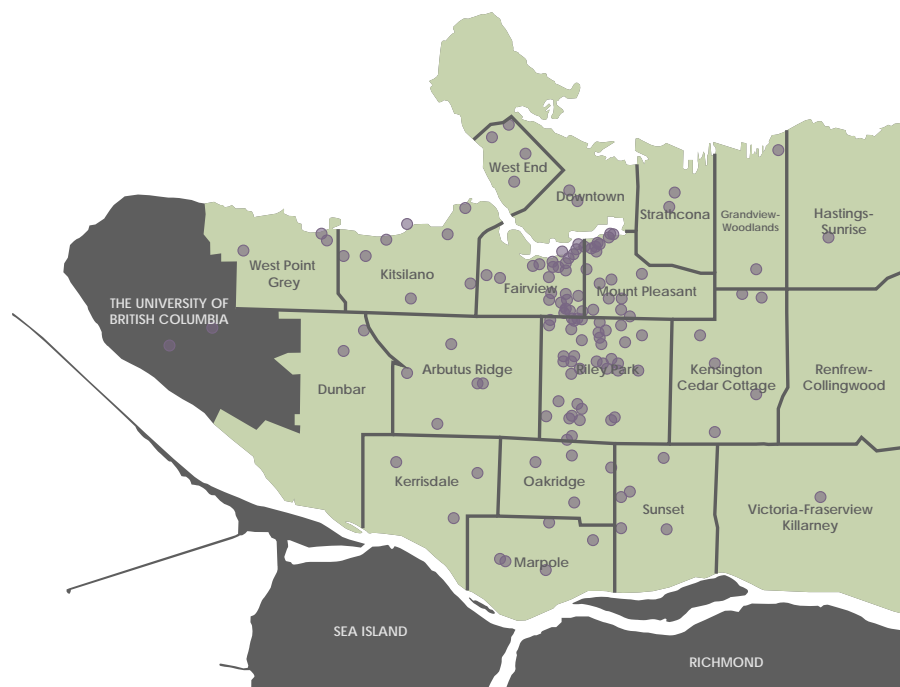 West End
Downtown
Strathcona
Grandview-
Woodlands
Hastings-
Sunrise
West Point
Grey
Kitsilano
Fairview
Mount Pleasant
THE UNIVERSITY OF
BRITISH COLUMBIA
Dunbar
Arbutus Ridge
Riley Park
Kensington
Cedar Cottage
Renfrew-
Collingwood
Kerrisdale
Oakridge
Sunset
Victoria-Fraserview
Killarney
Marpole
SEA ISLAND
RICHMOND